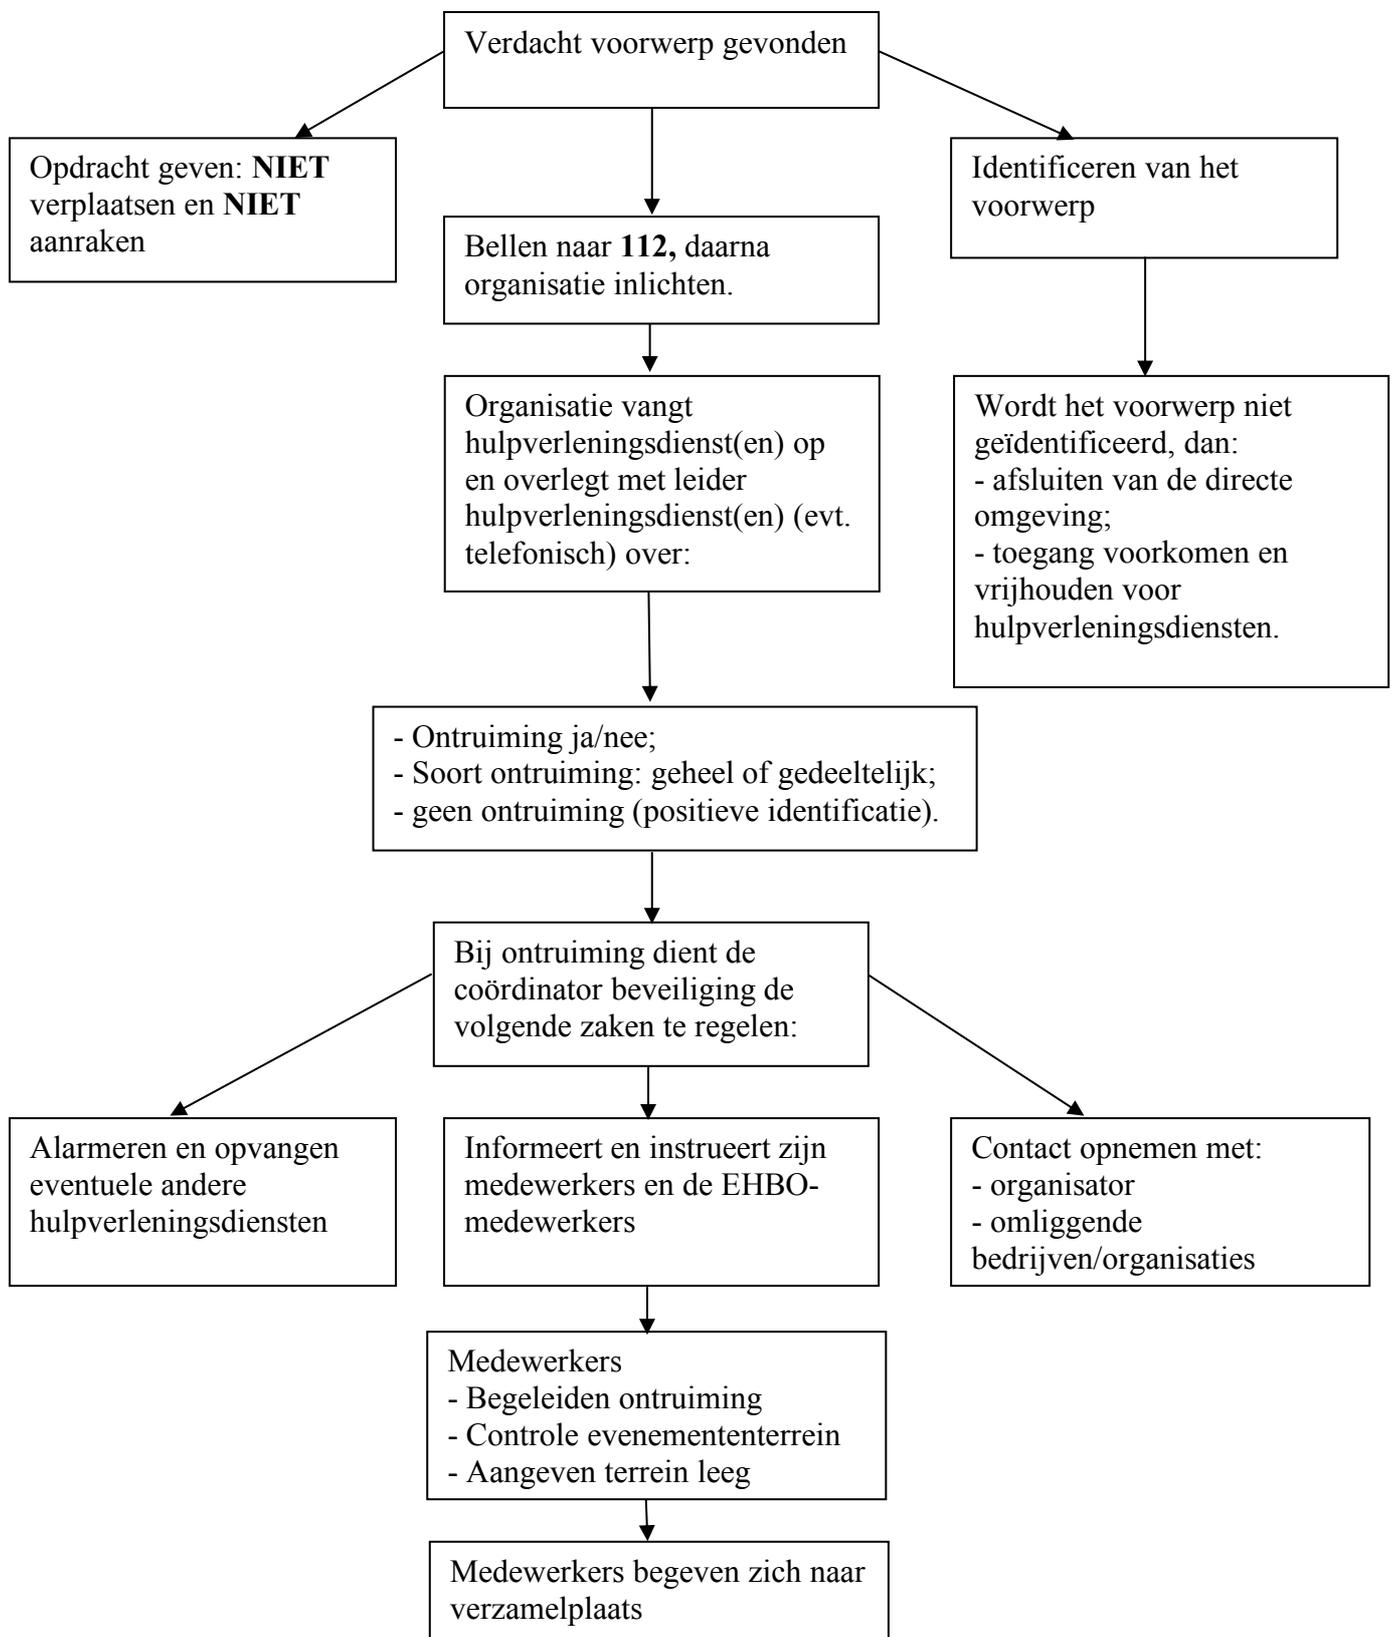 Verdacht voorwerp gevonden
Opdracht geven: NIET
verplaatsen en NIET
aanraken
Bellen naar 112, daarna
organisatie inlichten.
Identificeren van het
voorwerp
Organisatie vangt
hulpverleningsdienst(en) op
en overlegt met leider
hulpverleningsdienst(en) (evt.
telefonisch) over:
Wordt het voorwerp niet
geïdentificeerd, dan:
- afsluiten van de directe
omgeving;
- toegang voorkomen en
vrijhouden voor
hulpverleningsdiensten.
- Ontruiming ja/nee;
- Soort ontruiming: geheel of gedeeltelijk;
- geen ontruiming (positieve identificatie).
Bij ontruiming dient de
coördinator beveiliging de
volgende zaken te regelen:
Alarmeren en opvangen
eventuele andere
hulpverleningsdiensten
Informeert en instrueert zijn
medewerkers en de EHBO-
medewerkers
Contact opnemen met:
- organisator
- omliggende
bedrijven/organisaties
Medewerkers
- Begeleiden ontruiming
- Controle evenemententerrein
- Aangeven terrein leeg
Medewerkers begeven zich naar
verzamelplaats